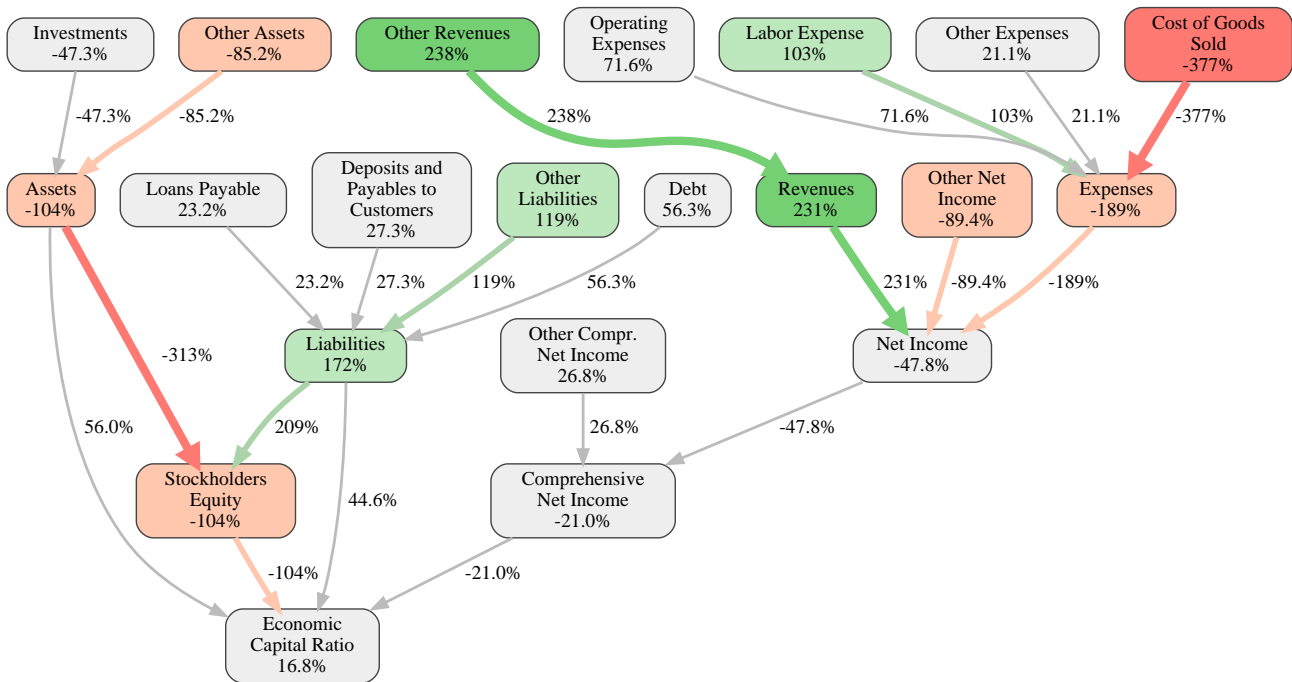 Investments
-47.3%
Other Assets
-85.2%
Other Revenues
238%
Operating
Expenses
71.6%
Labor Expense
103%
Other Expenses
21.1%
Cost of Goods
Sold
-377%
-47.3%
-85.2%
238%
71.6%
103%
21.1%
-377%
Assets
-104%
Loans Payable
23.2%
Deposits and
Payables to
Customers
27.3%
Other
Liabilities
119%
Debt
56.3%
Revenues
231%
Other Net
Income
-89.4%
Expenses
-189%
23.2%
27.3%
119%
56.3%
231%
-89.4%
-189%
-313%
Liabilities
172%
Other Compr.
Net Income
26.8%
Net Income
-47.8%
56.0%
209%
26.8%
-47.8%
Stockholders
Equity
-104%
44.6%
Comprehensive
Net Income
-21.0%
-104%
-21.0%
Economic
Capital Ratio
16.8%